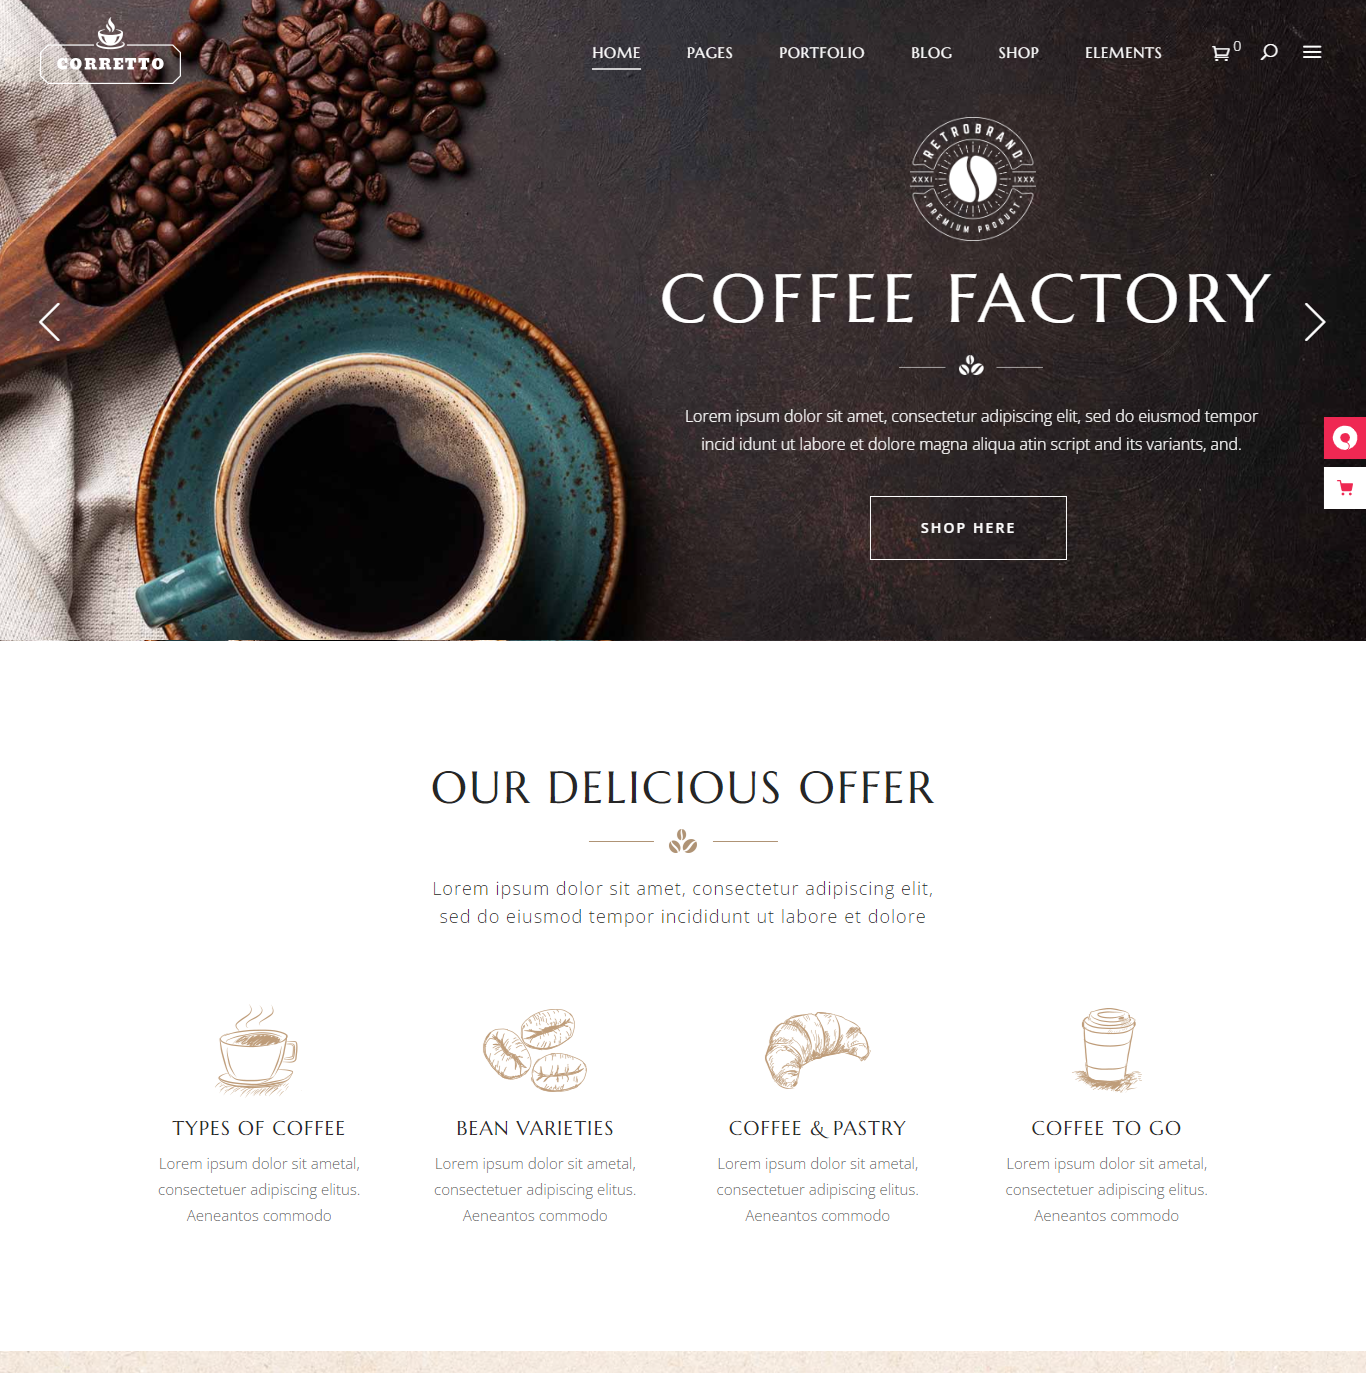 CORRETTO
HOME PAGES PORTFOLIO BLOG SHOP ELEMENTS 0
RETROBRAND
XXXI IXXX
PREMIUM PRODUCT
COFFEE FACTORY
Lorem ipsum dolor sit amet, consectetur adipiscing elit, sed do eiusmod tempor
incid idunt ut labore et dolore magna aliqua atin script and its variants, and.
SHOP HERE
OUR DELICIOUS OFFER
Lorem ipsum dolor sit amet, consectetur adipiscing elit,
sed do eiusmod tempor incididunt ut labore et dolore
TYPES OF COFFEE
Lorem ipsum dolor sit ametal,
consectetuer adipiscing elitus.
Aeneantos commodo
BEAN VARIETIES
Lorem ipsum dolor sit ametal,
consectetuer adipiscing elitus.
Aeneantos commodo
COFFEE & PASTRY
Lorem ipsum dolor sit ametal,
consectetuer adipiscing elitus.
Aeneantos commodo
COFFEE TO GO
Lorem ipsum dolor sit ametal,
consectetuer adipiscing elitus.
Aeneantos commodo